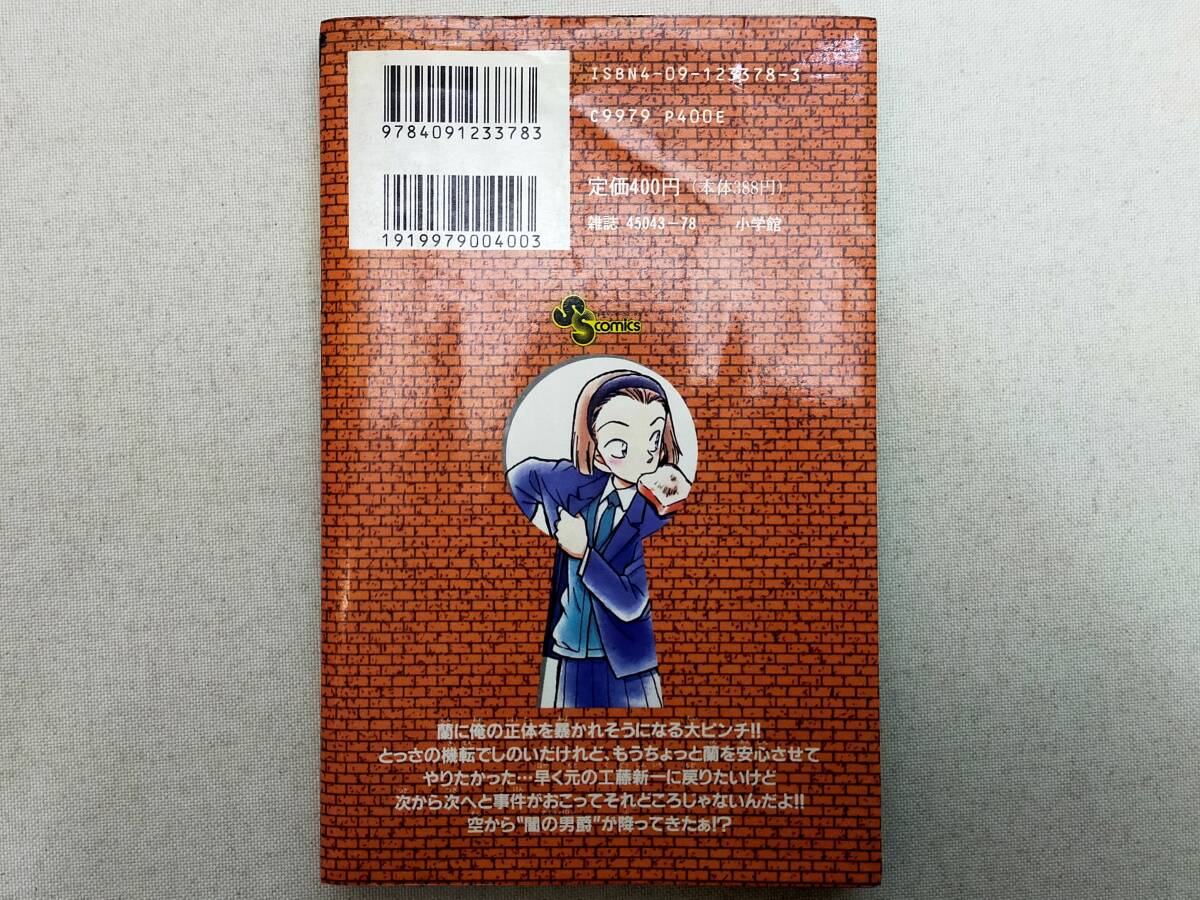 9784091233783
1919979004003
ISBN4-09-123378-3
C9979 P400E
定価400円(本体388円)
雑誌 45043-78 小学館
SScomics
蘭に俺の正体を暴かれそうになる大ピンチ!!
とっさの機転でしのいだけれど、もうちょっと蘭を安心させて
やりたかった…早く元の工藤新一に戻りたいけど
次から次へと事件がおこってそれどころじゃないんだよ!!
空から"闇の男爵"が降ってきたぁ!?